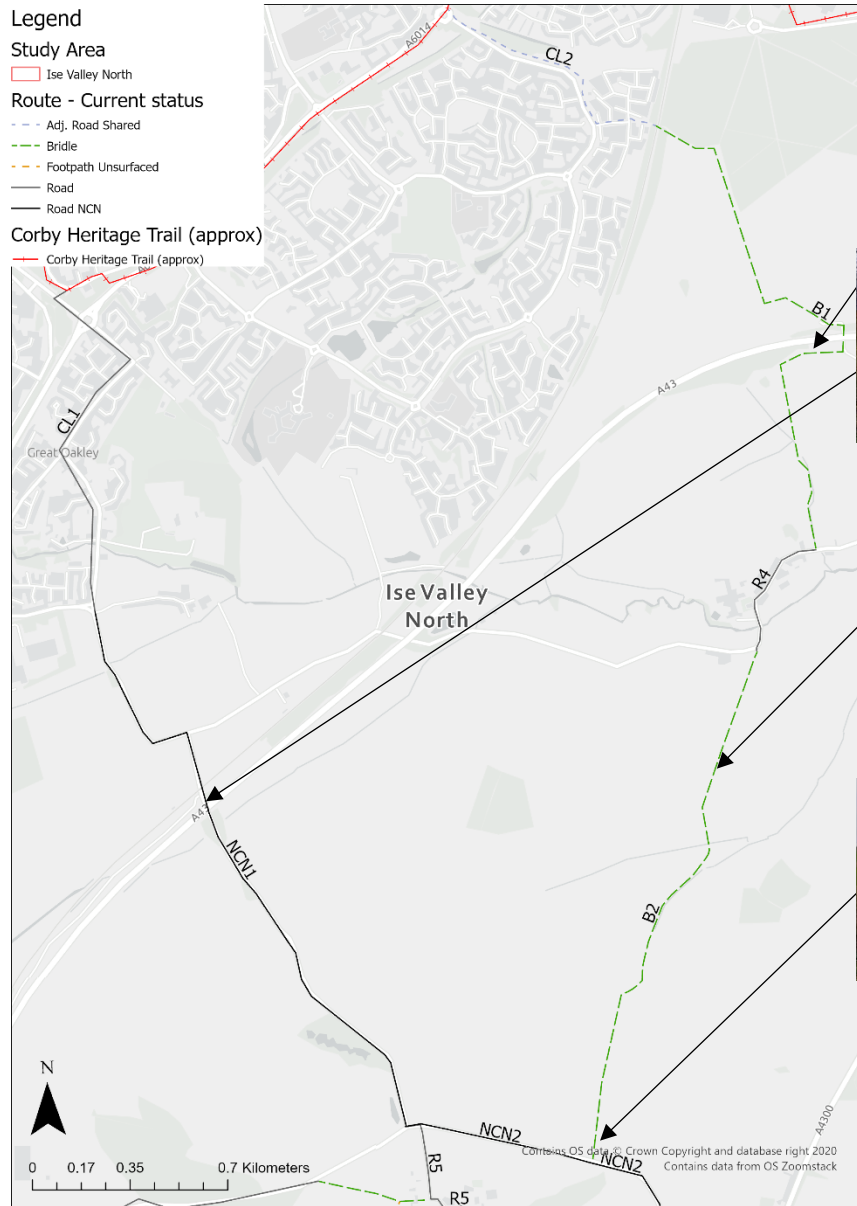 Legend
Study Area
Ise Valley North
Route - Current status
Adj. Road Shared
Bridle
Footpath Unsurfaced
Road
Road NCN
Corby Heritage Trail (approx)
Corby Heritage Trail (approx)
A6014
CL2
B1
A43
CL1
Great Oakley
R4
Ise Valley
North
A43
NCN1
B2
A4300
N
NCN2
Contains OS data © Crown Copyright and database right 2020
NCN2
Contains data from OS Zoomstack
R5
0 0.17 0.35 0.7 Kilometers
R5